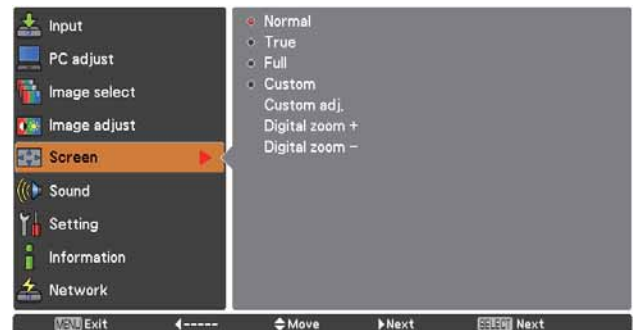 Input
PC adjust
Image select
Image adjust
Screen
Sound
Setting
Information
Network
Normal
True
Full
Custom
Custom adj.
Digital zoom +
Digital zoom –
MENU Exit ----- Move Next SELECT Next